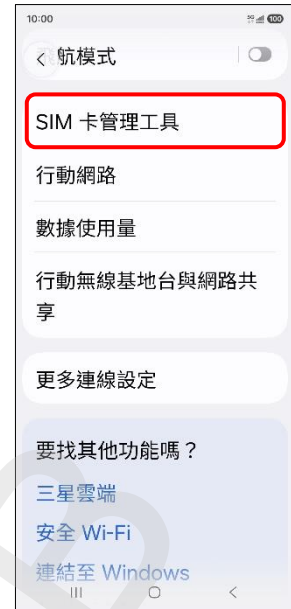 10:00
5G
100
航模式
SIM 卡管理工具
行動網路
數據使用量
行動無線基地台與網路共
享
更多連線設定
要找其他功能嗎？
三星雲端
安全 Wi-Fi
連結至 Windows